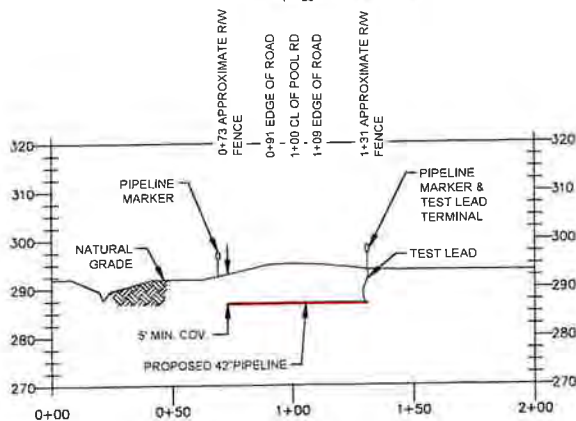 0+73 APPROXIMATE R/W
FENCE
0+91 EDGE OF ROAD
1+00 CL OF POOL RD
1+09 EDGE OF ROAD
1+31 APPROXIMATE R/W
FENCE
320
310
300
290
280
270
320
310
300
290
280
270
PIPELINE
MARKER
PIPELINE
MARKER &
TEST LEAD
TERMINAL
NATURAL
GRADE
TEST LEAD
5' MIN. COV.
PROPOSED 42"PIPELINE
0+00
0+50
1+00
1+50
2+00